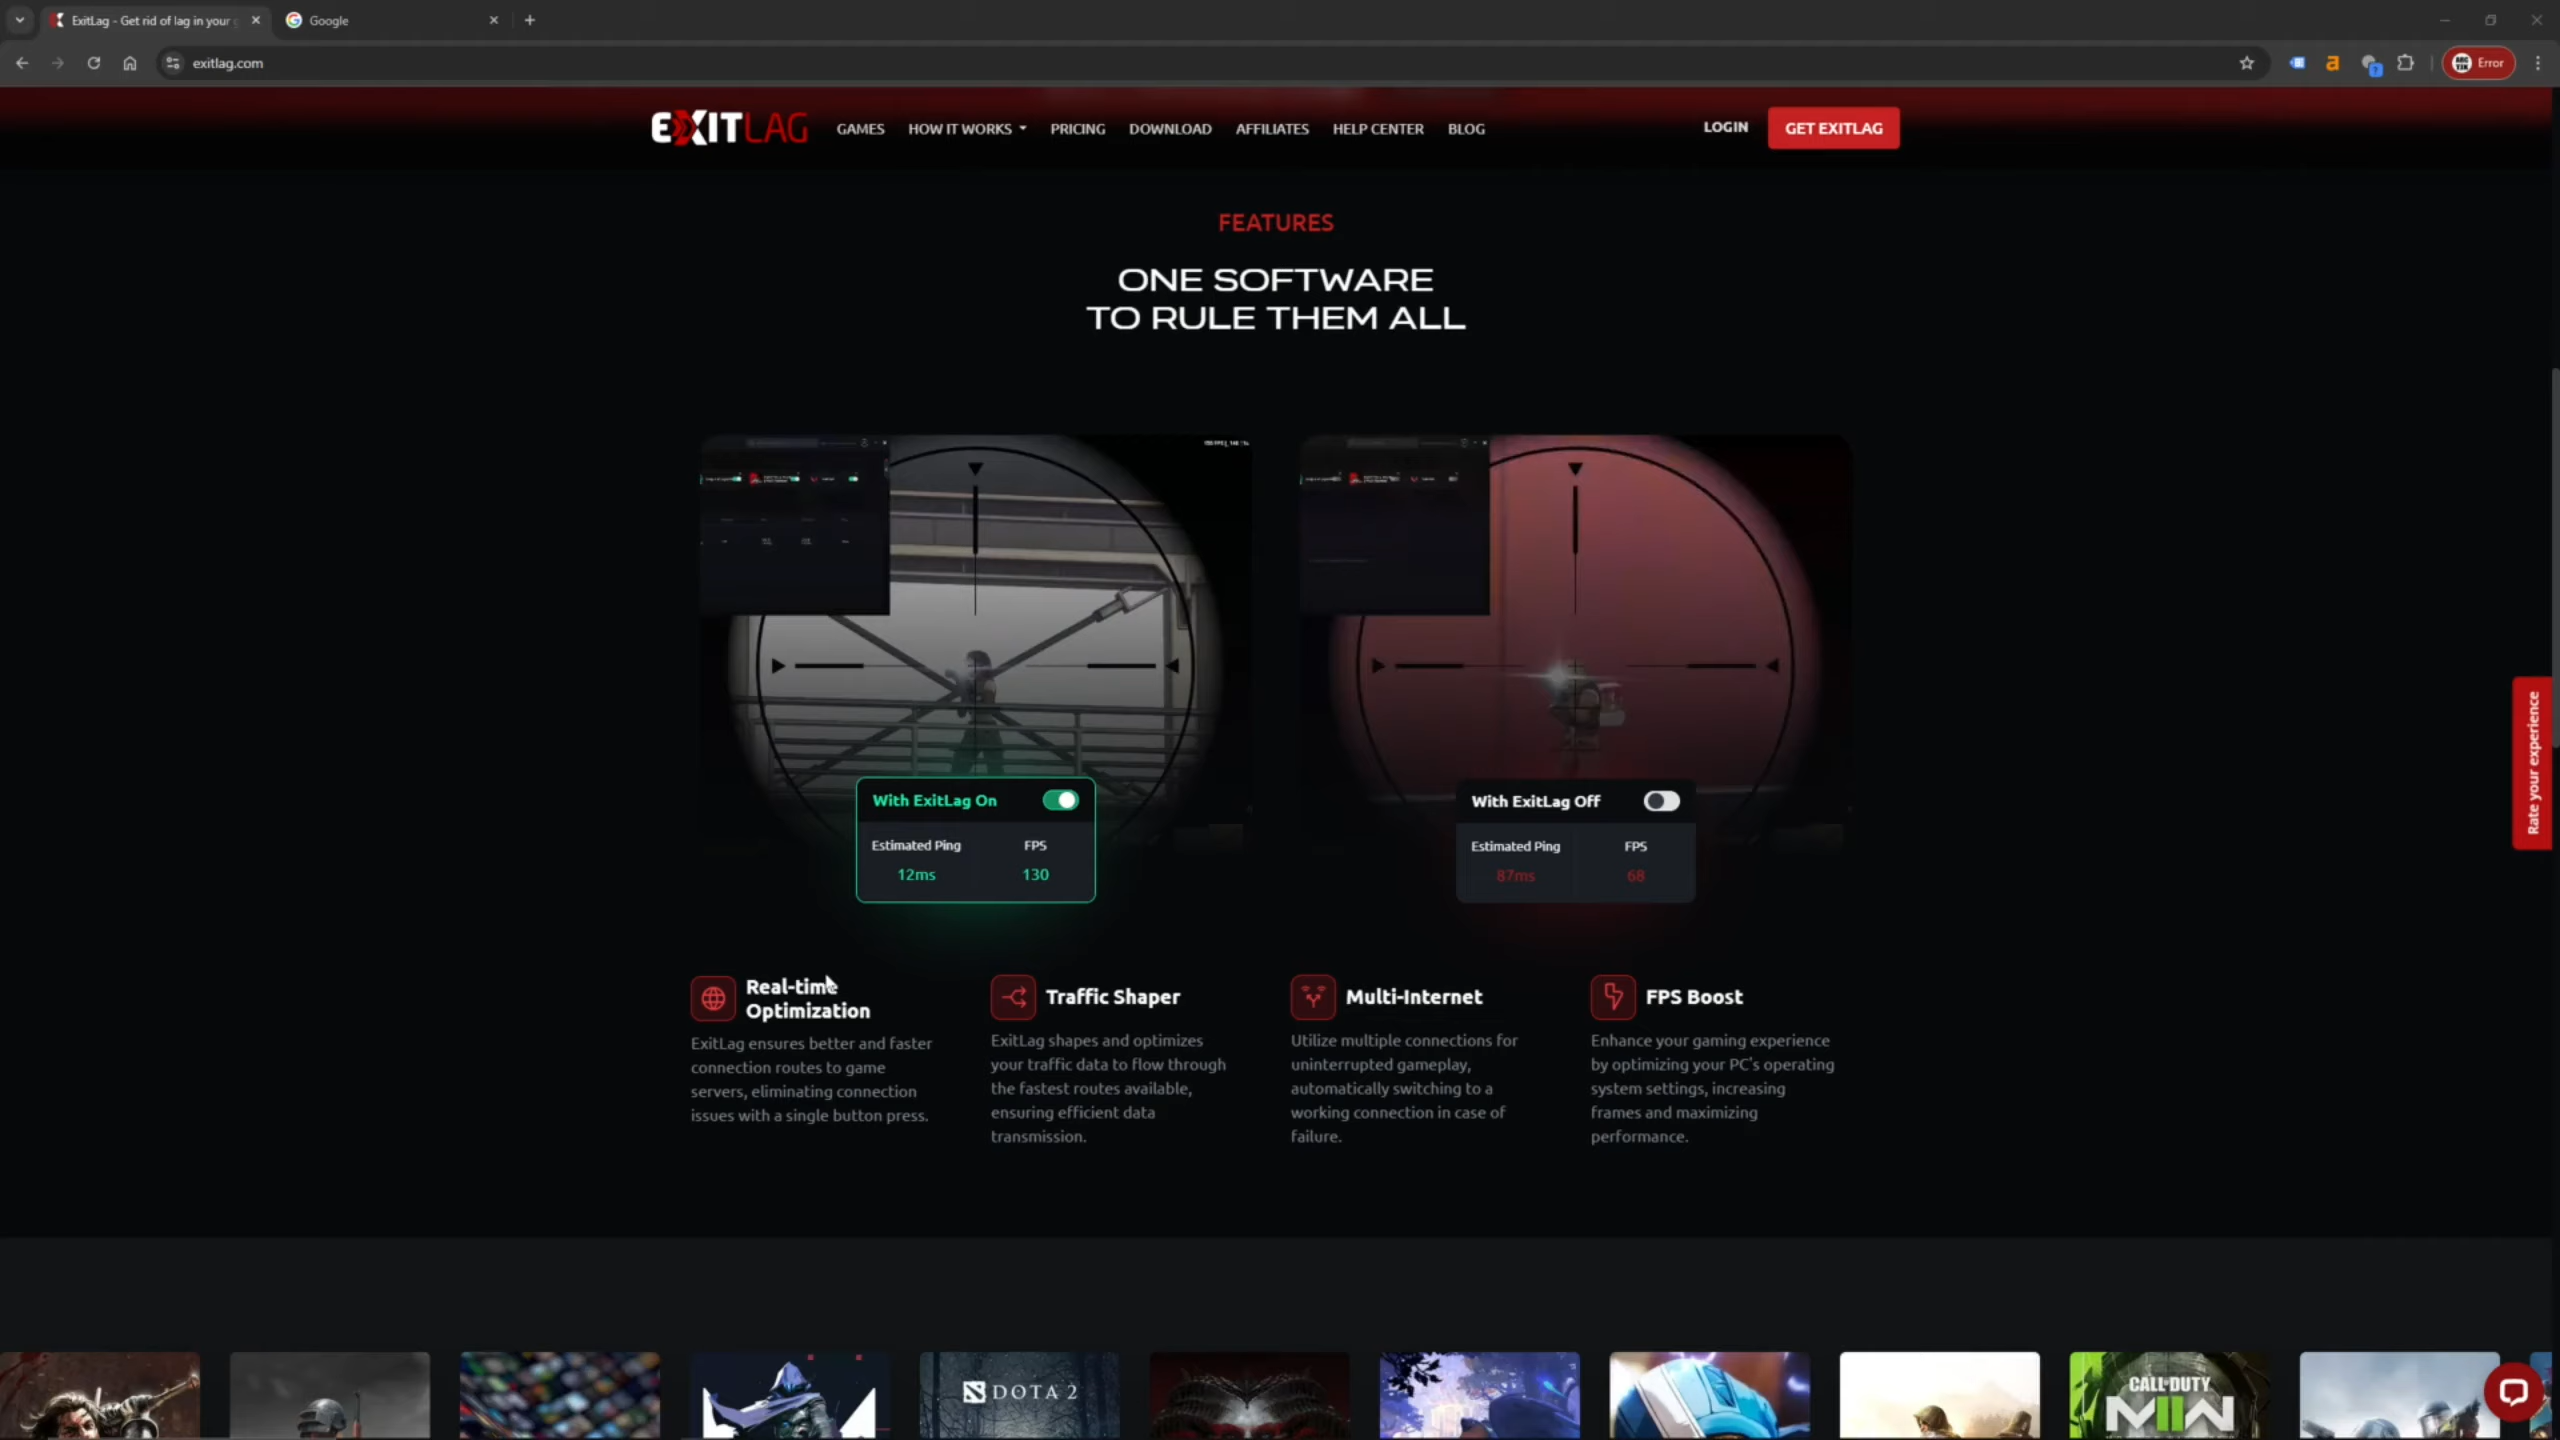 ExitLag - Get rid of lag in your g
Google
exitlag.com
Error
EXITLAG
GAMES
HOW IT WORKS
PRICING
DOWNLOAD
AFFILIATES
HELP CENTER
BLOG
LOGIN
GET EXITLAG
FEATURES
ONE SOFTWARE
TO RULE THEM ALL
With ExitLag On
Estimated Ping
FPS
12ms
130
With ExitLag Off
Estimated Ping
FPS
87ms
68
Rate your experience
Real-time
Optimization
ExitLag ensures better and faster
connection routes to game
servers, eliminating connection
issues with a single button press.
Traffic Shaper
ExitLag shapes and optimizes
your traffic data to flow through
the fastest routes available,
ensuring efficient data
transmission.
Multi-Internet
Utilize multiple connections for
uninterrupted gameplay,
automatically switching to a
working connection in case of
failure.
FPS Boost
Enhance your gaming experience
by optimizing your PC's operating
system settings, increasing
frames and maximizing
performance.
DOTA 2
CALL OF DUTY
MWII